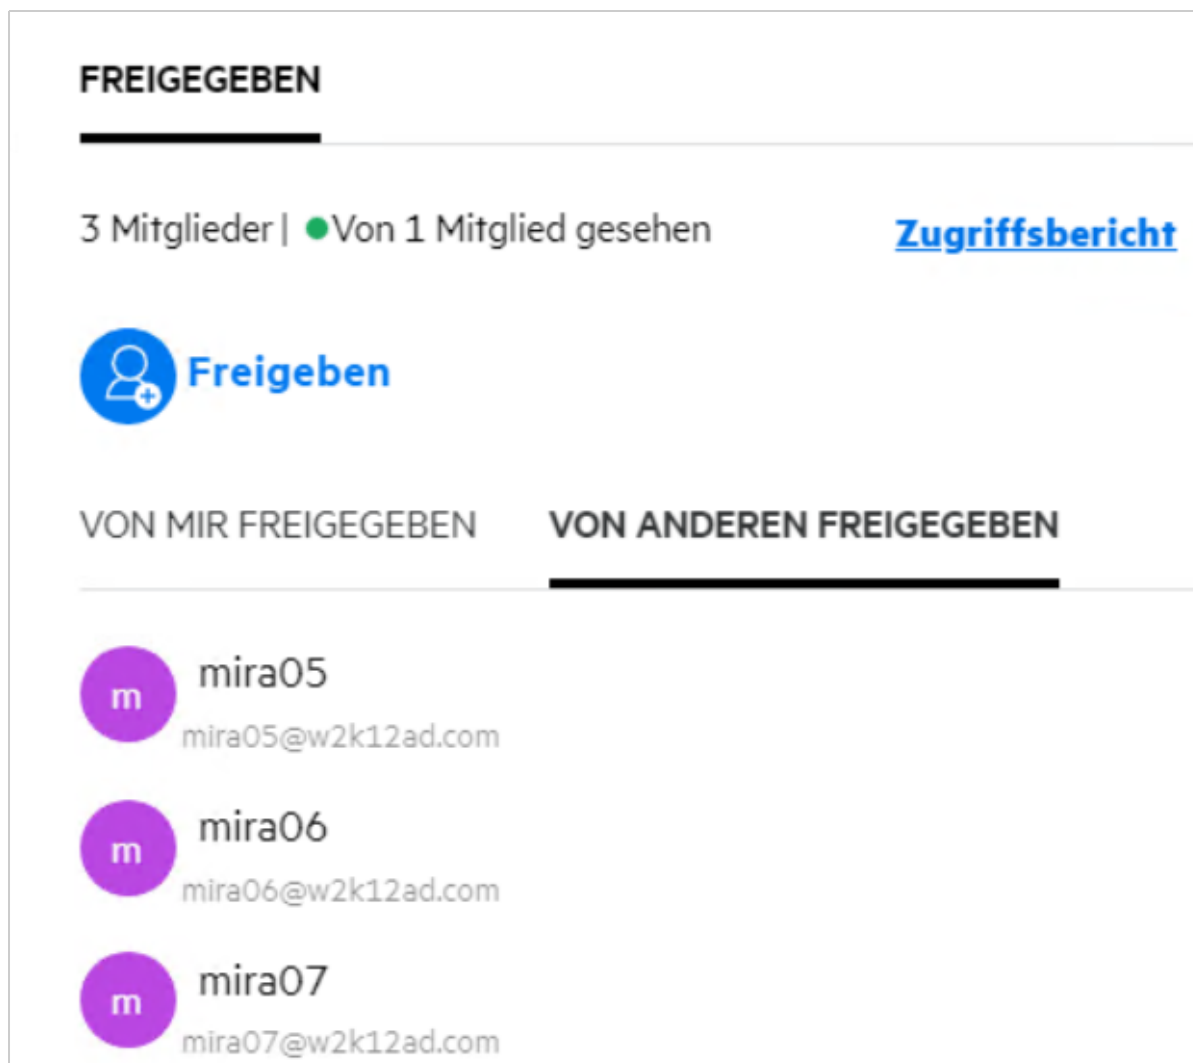 FREIGEGEBEN
3 Mitglieder | Von 1 Mitglied gesehen Zugriffsbericht
Freigeben
VON MIR FREIGEGEBEN VON ANDEREN FREIGEGEBEN
m mira05
mira05@w2k12ad.com
m mira06
mira06@w2k12ad.com
m mira07
mira07@w2k12ad.com